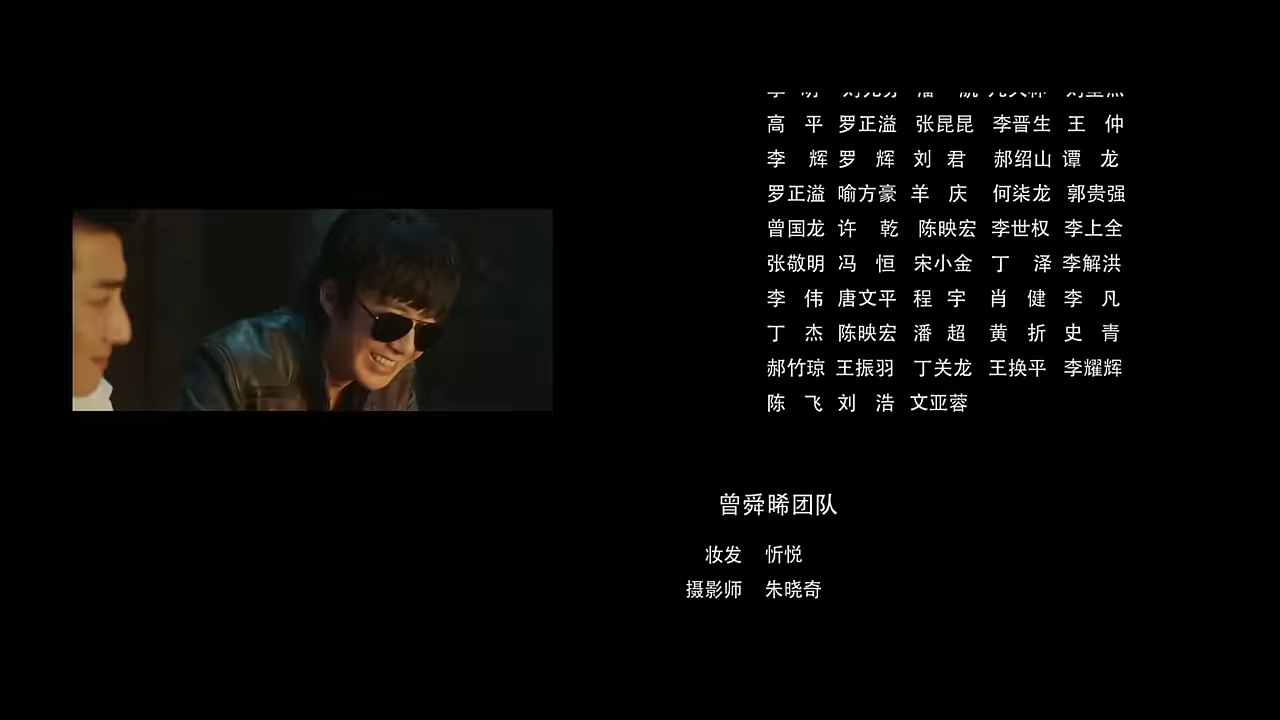 高 平 罗正溢 张昆昆 李晋生 王 仲
李 辉 罗 辉 刘 君 郝绍山 谭 龙
罗正溢 喻方豪 羊 庆 何柒龙 郭贵强
曾国龙 许 乾 陈映宏 李世权 李上全
张敬明 冯 恒 宋小金 丁 泽 李解洪
李 伟 唐文平 程 宇 肖 健 李 凡
丁 杰 陈映宏 潘 超 黄 折 史 青
郝竹琼 王振羽 丁关龙 王换平 李耀辉
陈 飞 刘 浩 文亚蓉
曾舜晞团队
妆发 忻悦
摄影师 朱晓奇